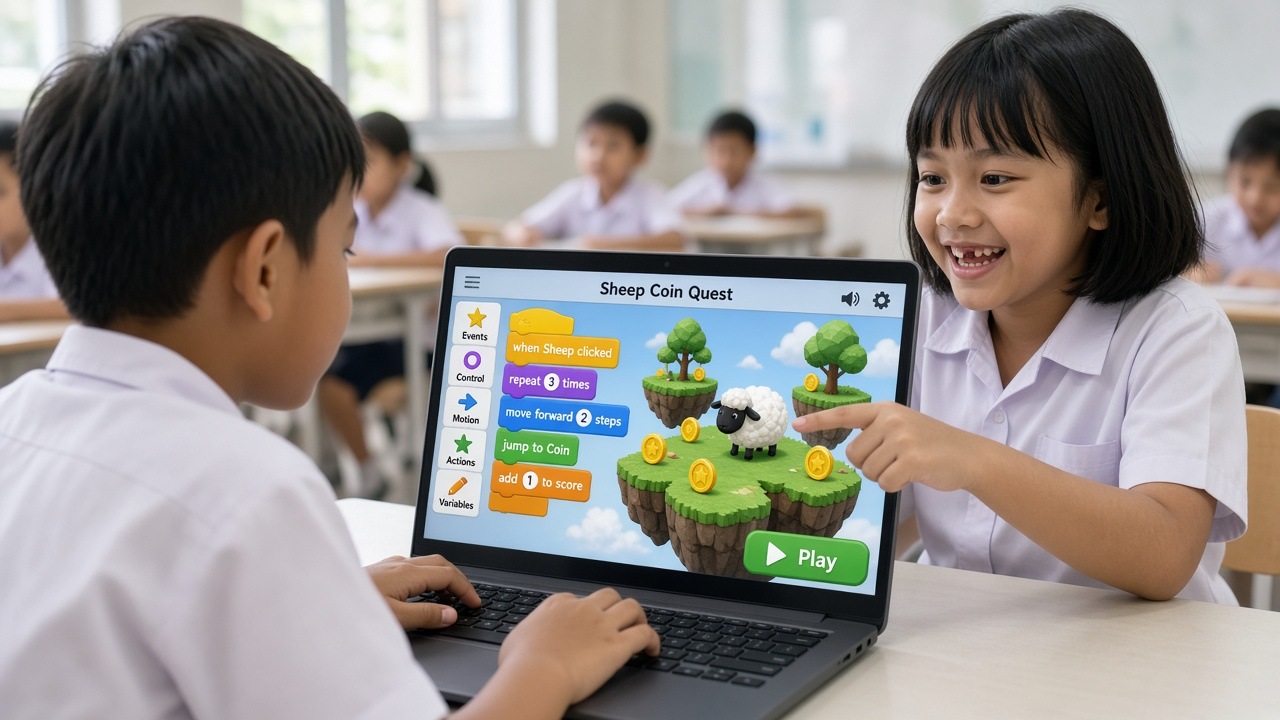 Sheep Coin Quest
Events
Control
Motion
Actions
Variables
when Sheep clicked
repeat 3 times
move forward 2 steps
jump to Coin
add 1 to score
Play